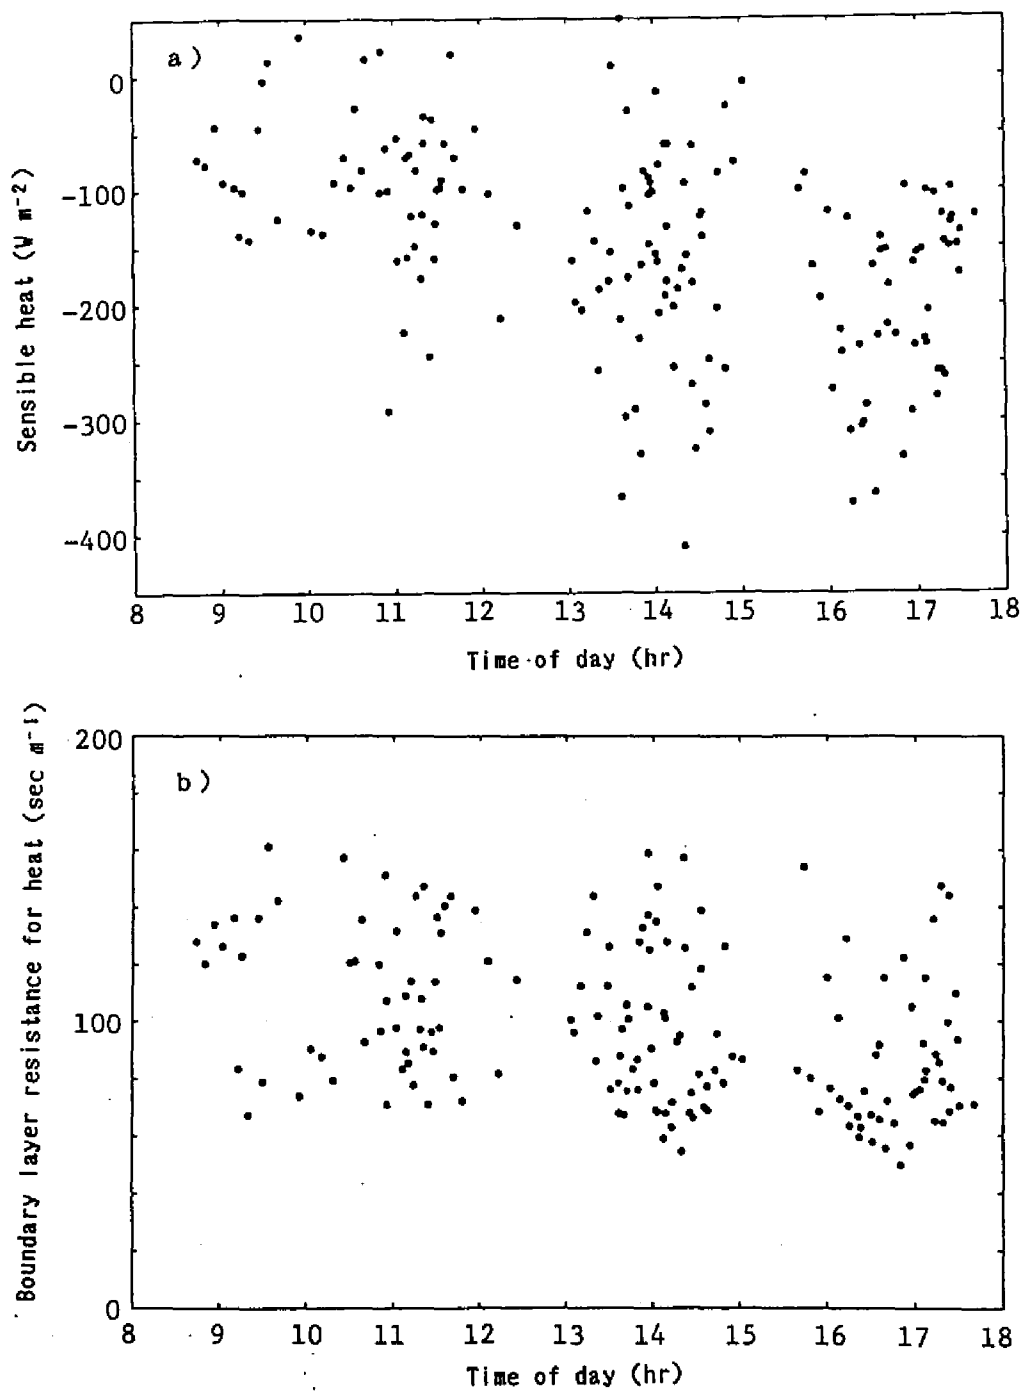 a)
0
−100
−200
−300
−400
Sensible heat (W m⁻²)
8 9 10 11 12 13 14 15 16 17 18
Time of day (hr)
b)
200
100
0
Boundary layer resistance for heat (sec m⁻¹)
8 9 10 11 12 13 14 15 16 17 18
Time of day (hr)